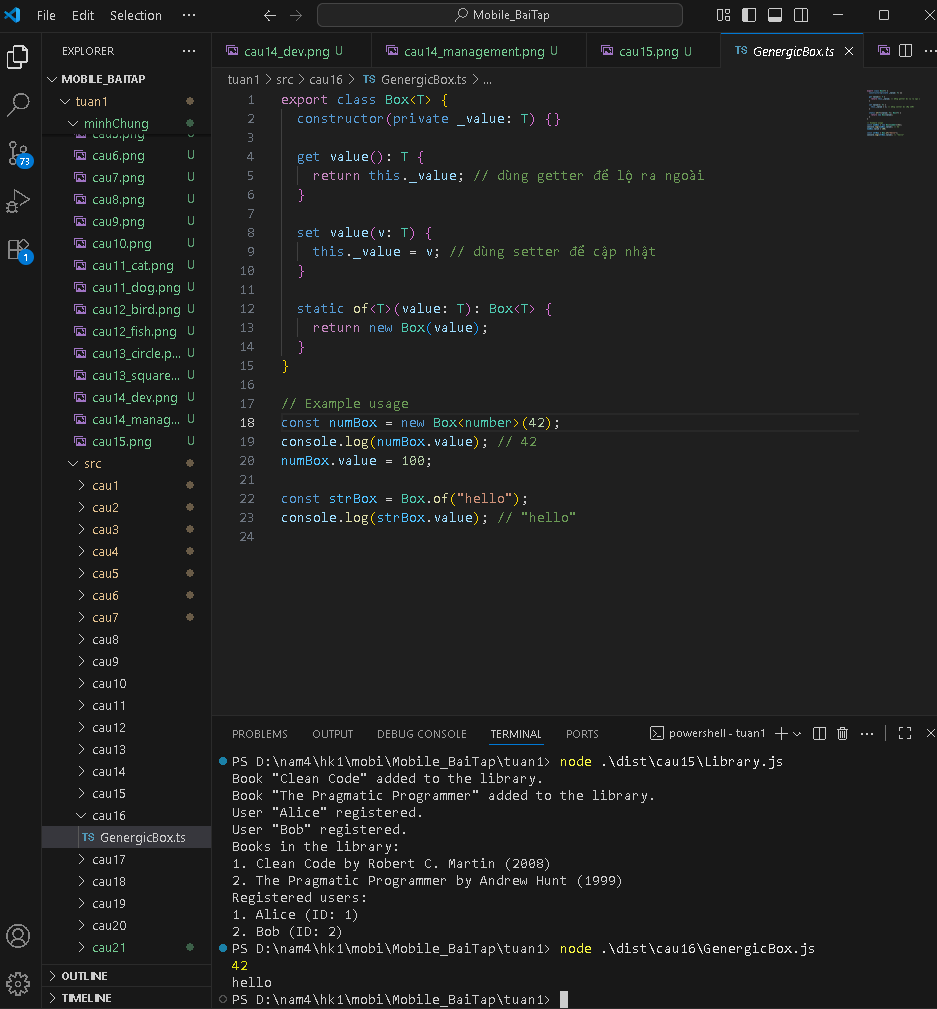 File Edit Selection ···
Mobile_BaiTap
EXPLORER ···
MOBILE_BAITAP
tuan1
minhChung
cau5.png
cau6.png U
cau7.png U
cau8.png U
cau9.png U
cau10.png U
cau11_cat.png U
cau11_dog.png U
cau12_bird.png U
cau12_fish.png U
cau13_circle.p... U
cau13_square... U
cau14_dev.png U
cau14_manag... U
cau15.png U
src
cau1
cau2
cau3
cau4
cau5
cau6
cau7
cau8
cau9
cau10
cau11
cau12
cau13
cau14
cau15
cau16
TS GenergicBox.ts
cau17
cau18
cau19
cau20
cau21
OUTLINE
TIMELINE
73
1
cau14_dev.png U
cau14_management.png U
cau15.png U
TS GenergicBox.ts
···
tuan1 > src > cau16 > TS GenergicBox.ts > ...
1 export class Box<T> {
2 constructor(private _value: T) {}
3
4 get value(): T {
5 return this._value; // dùng getter để lộ ra ngoài
6 }
7
8 set value(v: T) {
9 this._value = v; // dùng setter để cập nhật
10 }
11
12 static of<T>(value: T): Box<T> {
13 return new Box(value);
14 }
15 }
16
17 // Example usage
18 const numBox = new Box<number>(42);
19 console.log(numBox.value); // 42
20 numBox.value = 100;
21
22 const strBox = Box.of("hello");
23 console.log(strBox.value); // "hello"
24
PROBLEMS OUTPUT DEBUG CONSOLE TERMINAL PORTS
powershell - tuan1
···
PS D:\nam4\hk1\mobi\Mobile_BaiTap\tuan1> node .\dist\cau15\Library.js
Book "Clean Code" added to the library.
Book "The Pragmatic Programmer" added to the library.
User "Alice" registered.
User "Bob" registered.
Books in the library:
1. Clean Code by Robert C. Martin (2008)
2. The Pragmatic Programmer by Andrew Hunt (1999)
Registered users:
1. Alice (ID: 1)
2. Bob (ID: 2)
PS D:\nam4\hk1\mobi\Mobile_BaiTap\tuan1> node .\dist\cau16\GenergicBox.js
42
hello
PS D:\nam4\hk1\mobi\Mobile_BaiTap\tuan1>